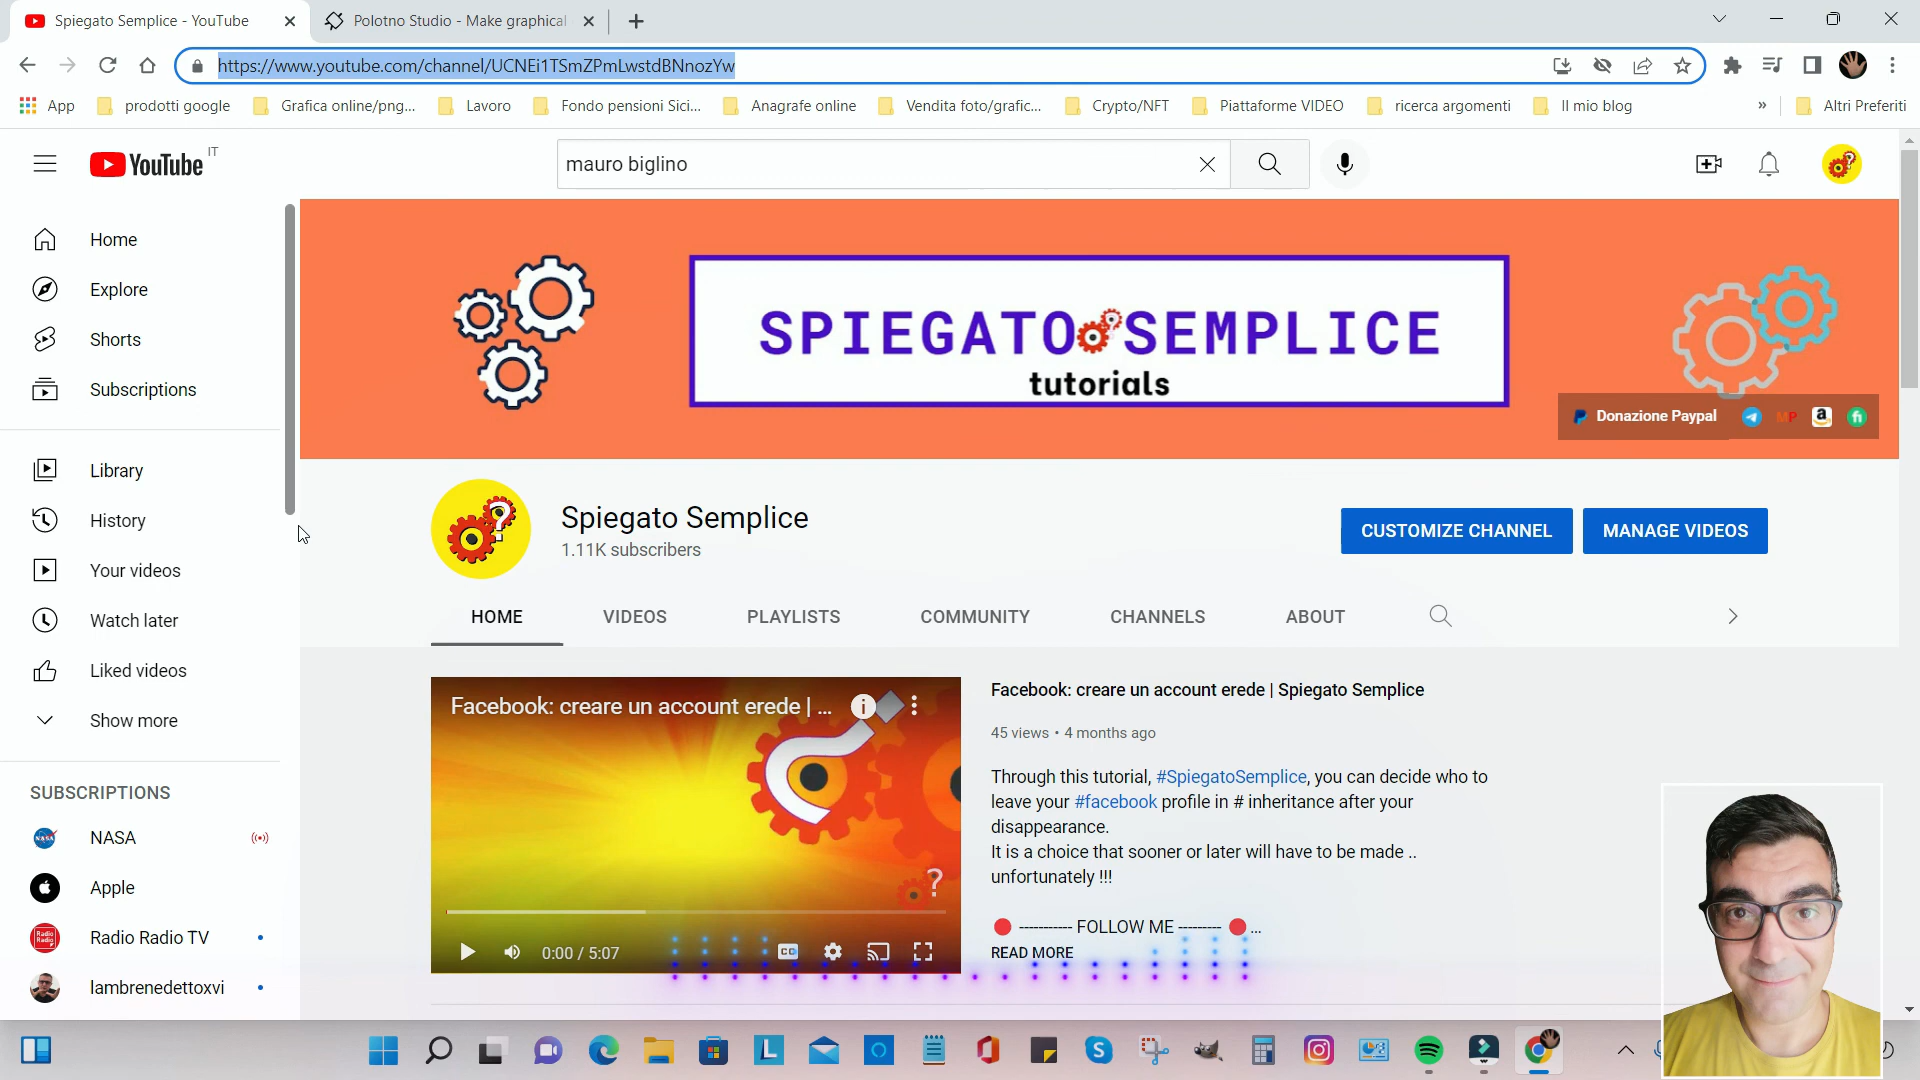 Spiegato Semplice - YouTube
Polotno Studio - Make graphical
https://www.youtube.com/channel/UCNEi1TSmZPmLwstdBNnozYw
App
prodotti google
Grafica online/png...
Lavoro
Fondo pensioni Sici...
Anagrafe online
Vendita foto/grafic...
Crypto/NFT
Piattaforme VIDEO
ricerca argomenti
Il mio blog
»
Altri Preferiti
YouTube IT
mauro biglino
Home
Explore
Shorts
Subscriptions
Library
History
Your videos
Watch later
Liked videos
Show more
SUBSCRIPTIONS
NASA
Apple
Radio Radio TV
lambrenedettoxvi
SPIEGATO SEMPLICE
tutorials
Donazione Paypal
MP
Spiegato Semplice
1.11K subscribers
CUSTOMIZE CHANNEL
MANAGE VIDEOS
HOME
VIDEOS
PLAYLISTS
COMMUNITY
CHANNELS
ABOUT
Facebook: creare un account erede | ...
0:00 / 5:07
CC
Facebook: creare un account erede | Spiegato Semplice
45 views • 4 months ago
Through this tutorial, #SpiegatoSemplice, you can decide who to
leave your #facebook profile in # inheritance after your
disappearance.
It is a choice that sooner or later will have to be made ..
unfortunately !!!
🔴 ----------- FOLLOW ME --------- 🔴 ...
READ MORE